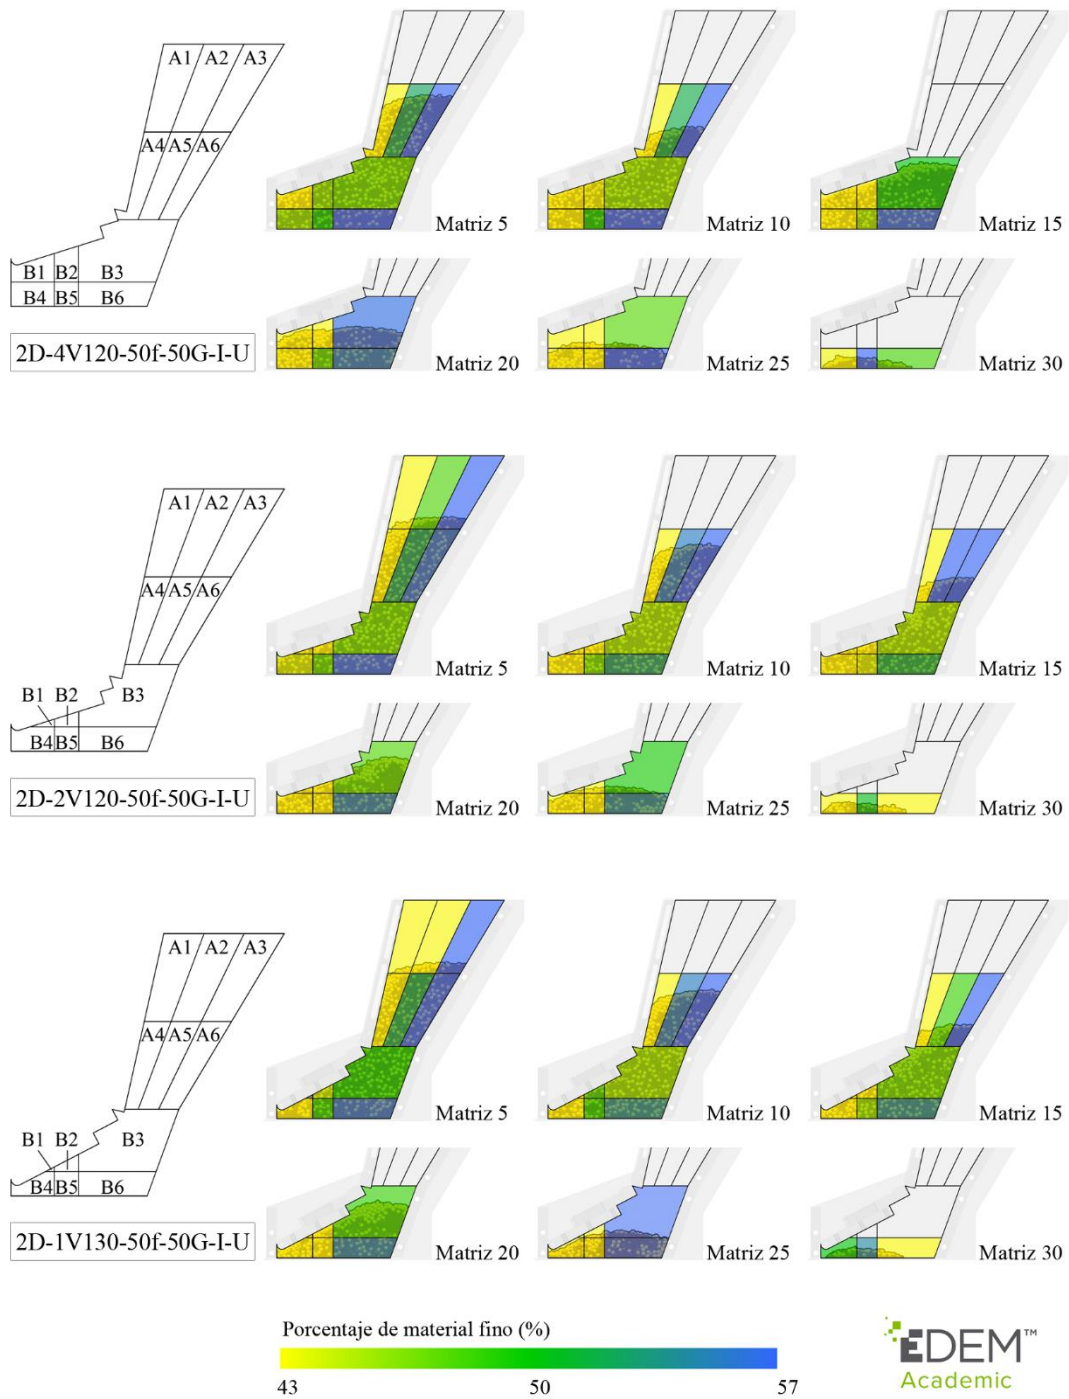 A1 A2 A3
A4 A5 A6
B1 B2 B3
B4 B5 B6
2D-4V120-50f-50G-I-U
Matriz 5
Matriz 10
Matriz 15
Matriz 20
Matriz 25
Matriz 30
A1 A2 A3
A4 A5 A6
B1 B2 B3
B4 B5 B6
2D-2V120-50f-50G-I-U
Matriz 5
Matriz 10
Matriz 15
Matriz 20
Matriz 25
Matriz 30
A1 A2 A3
A4 A5 A6
B1 B2 B3
B4 B5 B6
2D-1V130-50f-50G-I-U
Matriz 5
Matriz 10
Matriz 15
Matriz 20
Matriz 25
Matriz 30
Porcentaje de material fino (%)
43 50 57
EDEM™
Academic